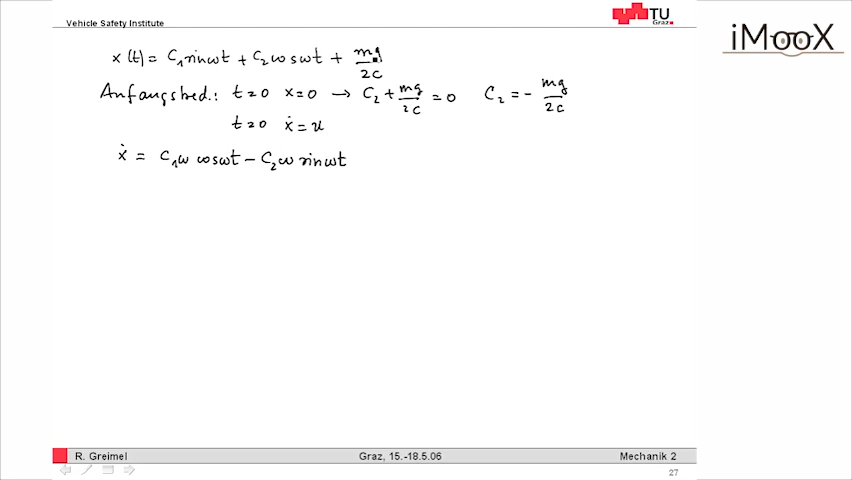 Vehicle Safety Institute
TU
Graz
iMooX
x(t) = C₁ sin ωt + C₂ cos ωt + mg/2c
Anfangsbed.: t=0 x=0 → C₂ + mg/2c = 0 C₂ = - mg/2c
t=0 ẋ = u
ẋ = C₁ω cos ωt - C₂ω sin ωt
R. Greimel Graz, 15.-18.5.06 Mechanik 2
27